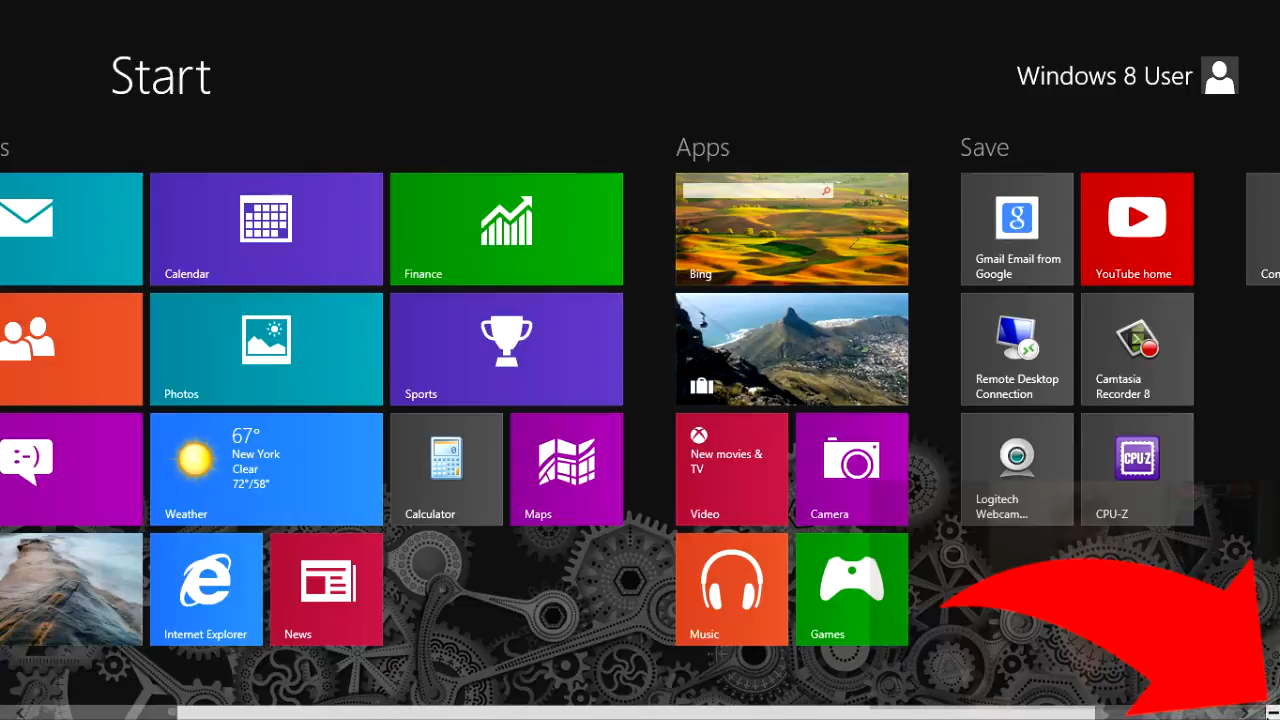 Start
Windows 8 User
s
Apps
Save
Calendar
Finance
Bing
Gmail Email from
Google
YouTube home
Con
Photos
Sports
Remote Desktop
Connection
Camtasia
Recorder 8
67°
New York
Clear
72°/58°
Weather
0
Calculator
Maps
New movies &
TV
Video
Camera
Logitech
Webcam...
CPU-Z
CPU-Z
Internet Explorer
News
Music
Games